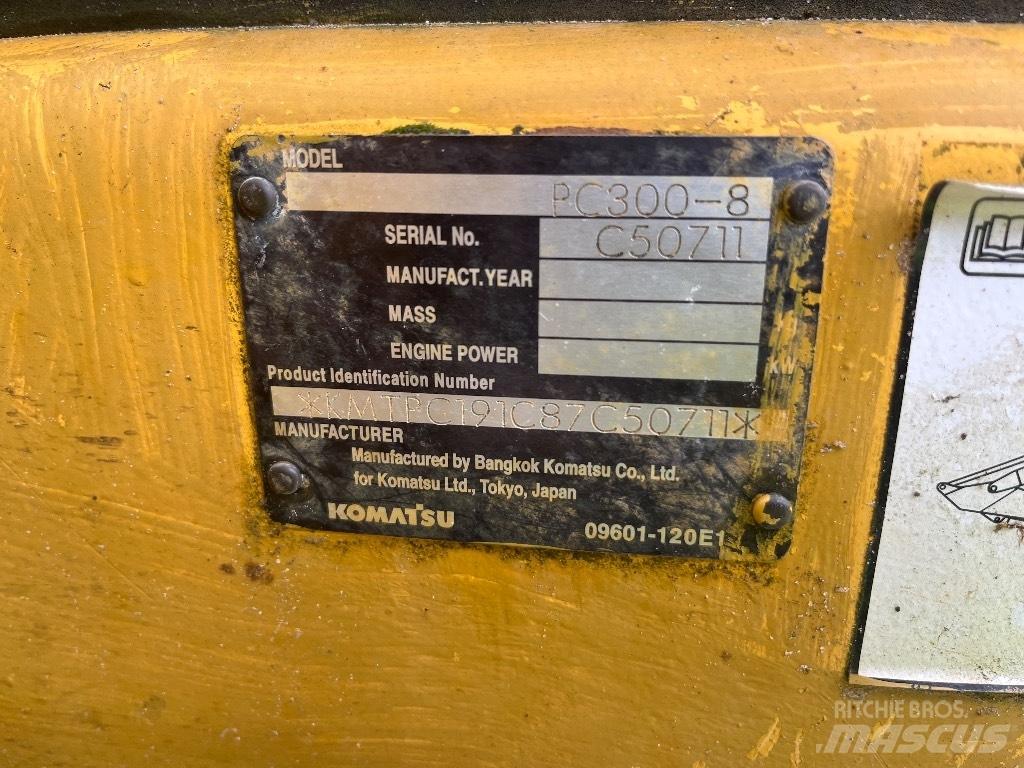 MODEL
PC300-8
SERIAL No. C50711
MANUFACT.YEAR
MASS
ENGINE POWER KW
Product Identification Number
*KMTPC191C87C50711*
MANUFACTURER
Manufactured by Bangkok Komatsu Co., Ltd.
for Komatsu Ltd., Tokyo, Japan
KOMATSU 09601-120E1
RITCHIE BROS.
MASCUS